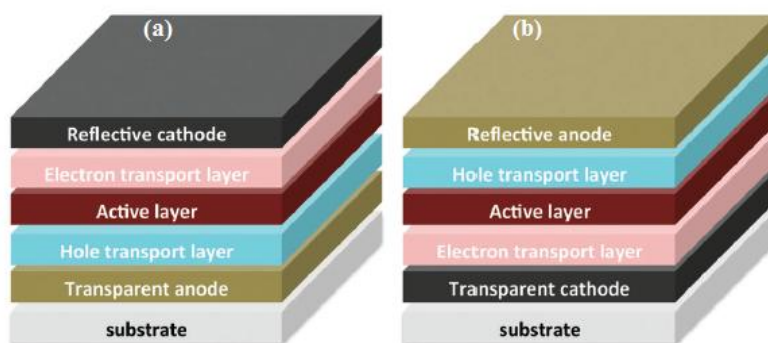 (a)
Reflective cathode
Electron transport layer
Active layer
Hole transport layer
Transparent anode
substrate
(b)
Reflective anode
Hole transport layer
Active layer
Electron transport layer
Transparent cathode
substrate